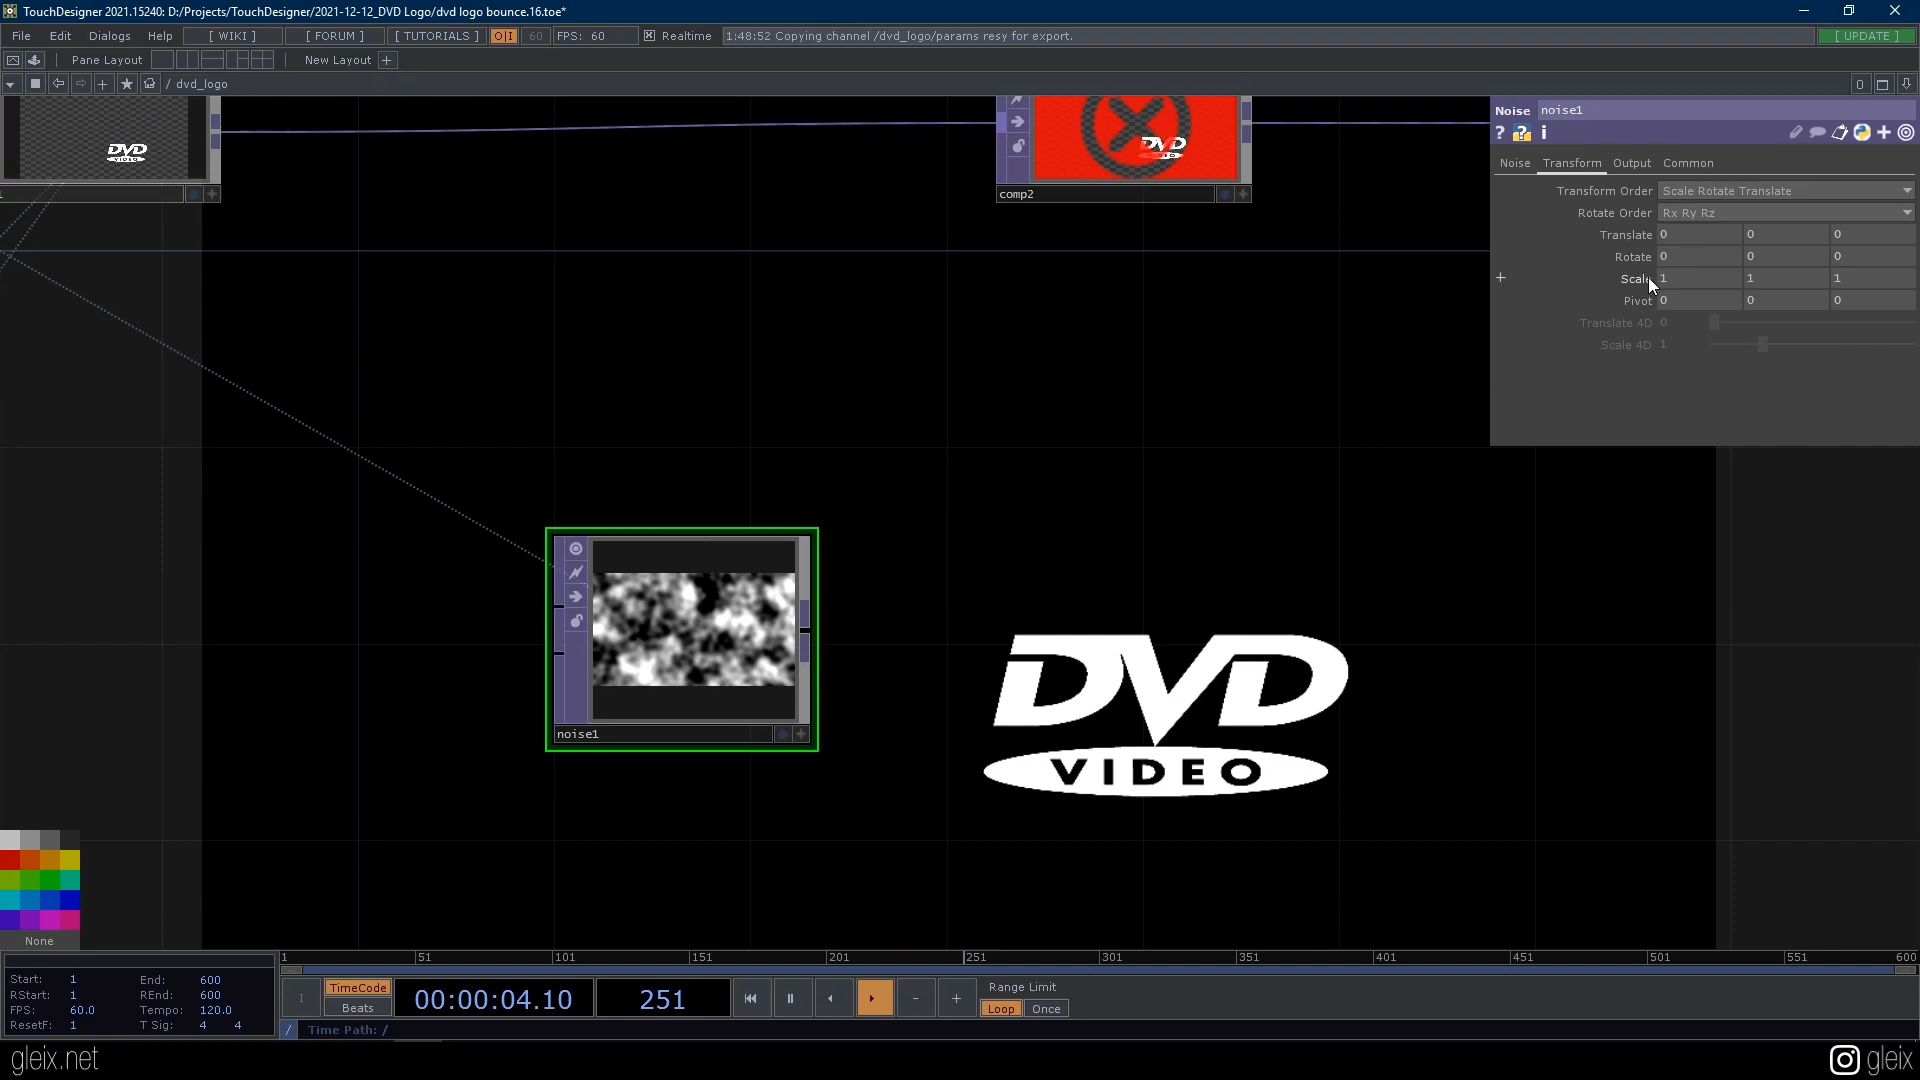 TouchDesigner 2021.15240: D:/Projects/TouchDesigner/2021-12-12_DVD Logo/dvd logo bounce.16.toe*
File Edit Dialogs Help [ WIKI ] [ FORUM ] [ TUTORIALS ] O|I 60 FPS: 60 Realtime 1:48:52 Copying channel /dvd_logo/params resy for export. [ UPDATE ]
Pane Layout New Layout +
/ dvd_logo 0
Noise noise1
? ? i
Noise Transform Output Common
Transform Order Scale Rotate Translate
Rotate Order Rx Ry Rz
Translate 0 0 0
Rotate 0 0 0
+ Scale 1 1 1
Pivot 0 0 0
Translate 4D 0
Scale 4D 1
DVD
VIDEO
DVD
VIDEO
comp2
noise1
DVD
VIDEO
None
1 51 101 151 201 251 301 351 401 451 501 551 600
Start: 1 End: 600
RStart: 1 REnd: 600
FPS: 60.0 Tempo: 120.0
ResetF: 1 T Sig: 4 4
I TimeCode Beats 00:00:04.10 251 - + Range Limit
Loop Once
/ Time Path: /
gleix.net
gleix